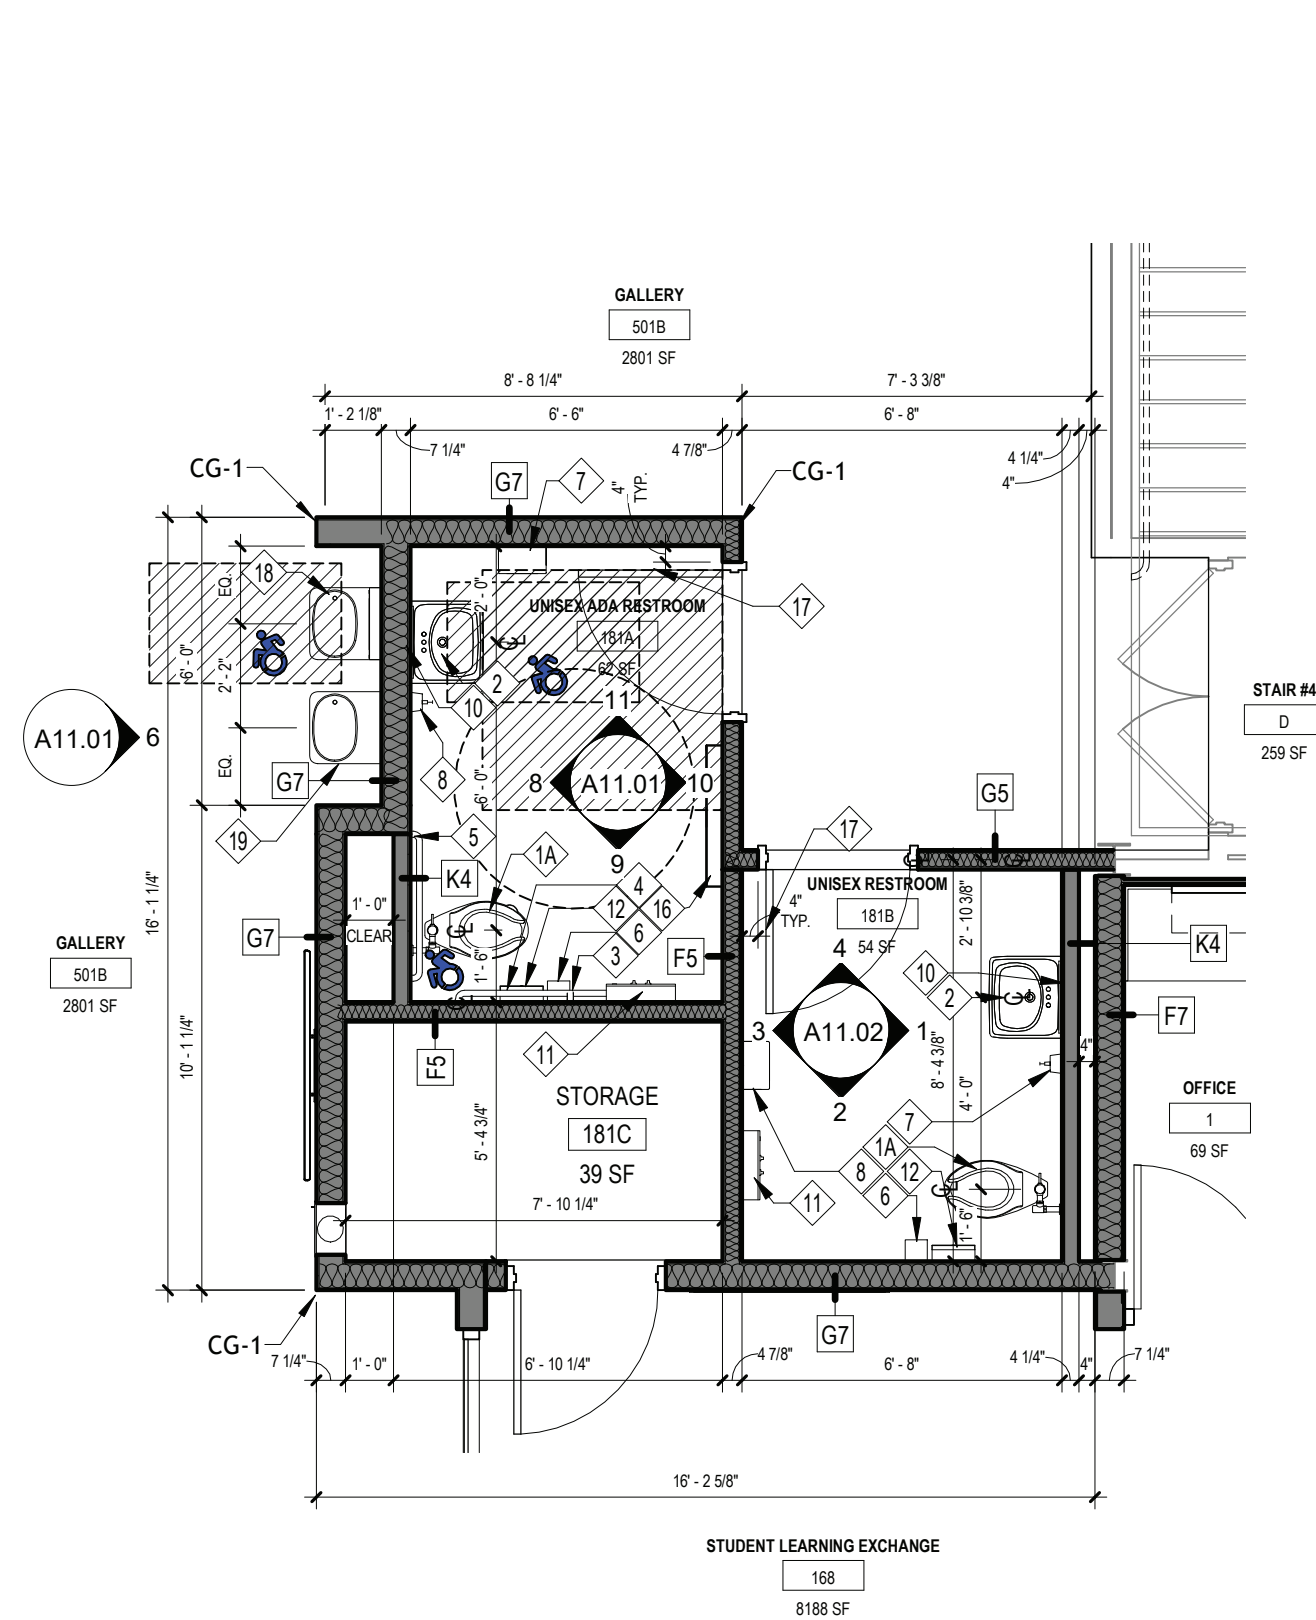 GALLERY
501B
2801 SF
8' - 8 1/4"
7' - 3 3/8"
1' - 2 1/8"
6' - 6"
6' - 8"
7 1/4"
4 7/8"
4 1/4"
4"
CG-1
CG-1
G7
7
4"
TYP.
18
EQ.
2' - 0"
UNISEX ADA RESTROOM
181A
62 SF
17
6' - 0"
2' - 2"
CL
2
10
11
STAIR #4
D
259 SF
A11.01
6
EQ.
G7
8
6' - 0"
8
A11.01
10
9
G5
19
5
1A
17
16' - 1 1/4"
K4
4
12
16
6
3
UNISEX RESTROOM
181B
54 SF
4"
TYP.
2' - 10 3/8"
1' - 0"
CLEAR
G7
CL
1' - 6"
CL
F5
4
10
2
CL
K4
GALLERY
501B
2801 SF
F5
11
3
A11.02
1
2
8' - 4 3/8"
4' - 0"
4"
F7
10' - 1 1/4"
STORAGE
181C
39 SF
5' - 4 3/4"
7' - 10 1/4"
OFFICE
1
69 SF
7
1A
8
12
6
11
CL
1' - 6"
CG-1
G7
7 1/4"
1' - 0"
6' - 10 1/4"
4 7/8"
6' - 8"
4 1/4"
4"
7 1/4"
16' - 2 5/8"
STUDENT LEARNING EXCHANGE
168
8188 SF